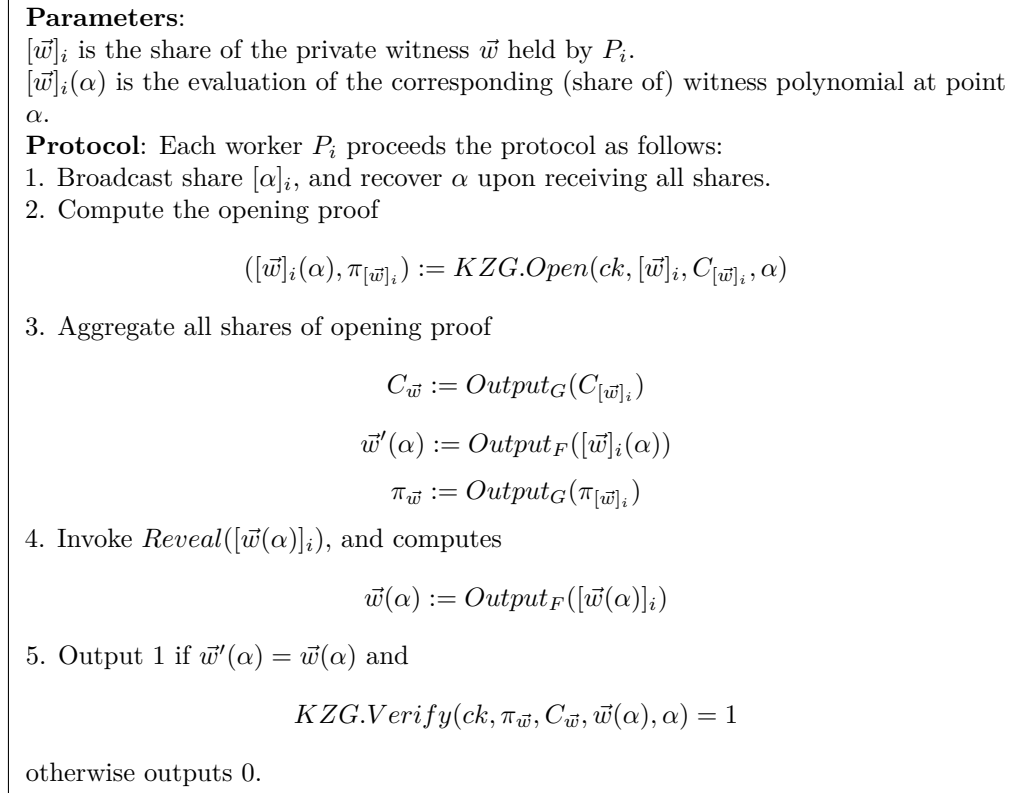 Parameters:
[w⃗]ᵢ is the share of the private witness w⃗ held by Pᵢ.
[w⃗]ᵢ(α) is the evaluation of the corresponding (share of) witness polynomial at point
α.
Protocol: Each worker Pᵢ proceeds the protocol as follows:
1. Broadcast share [α]ᵢ, and recover α upon receiving all shares.
2. Compute the opening proof
([w⃗]ᵢ(α), π_{[w⃗]ᵢ}) := KZG.Open(ck, [w⃗]ᵢ, C_{[w⃗]ᵢ}, α)
3. Aggregate all shares of opening proof
C_{w⃗} := Output_G(C_{[w⃗]ᵢ})
w⃗′(α) := Output_F([w⃗]ᵢ(α))
π_{w⃗} := Output_G(π_{[w⃗]ᵢ})
4. Invoke Reveal([w⃗(α)]ᵢ), and computes
w⃗(α) := Output_F([w⃗(α)]ᵢ)
5. Output 1 if w⃗′(α) = w⃗(α) and
KZG.Verify(ck, π_{w⃗}, C_{w⃗}, w⃗(α), α) = 1
otherwise outputs 0.